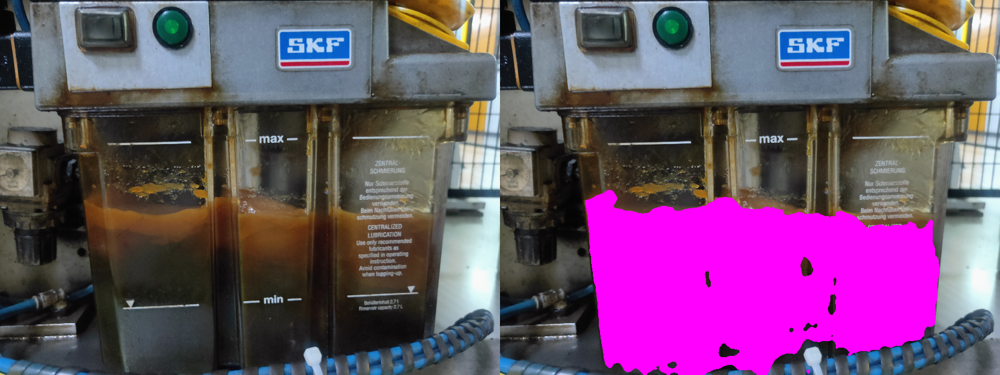 SKF
max
ZENTRAL-
SCHMIERUNG
Nur Schmierstoffe
entsprechend der
Bedienungsanweisung
verwenden.
Beim Nachfüllen Ver-
schmutzung vermeiden.
CENTRALIZED
LUBRICATION
Use only recommended
lubricants as
specified in operating
instruction.
Avoid contamination
when topping-up.
min
Behälterinhalt 2,7 l
Reservoir capacity 2,7 L
SKF
max
ZENTRAL-
SCHMIERUNG
Nur Schmierstoffe
entsprechend der
Bedienungsanweisung
verwenden.
Beim Nachfüllen Ver-
schmutzung vermeiden.